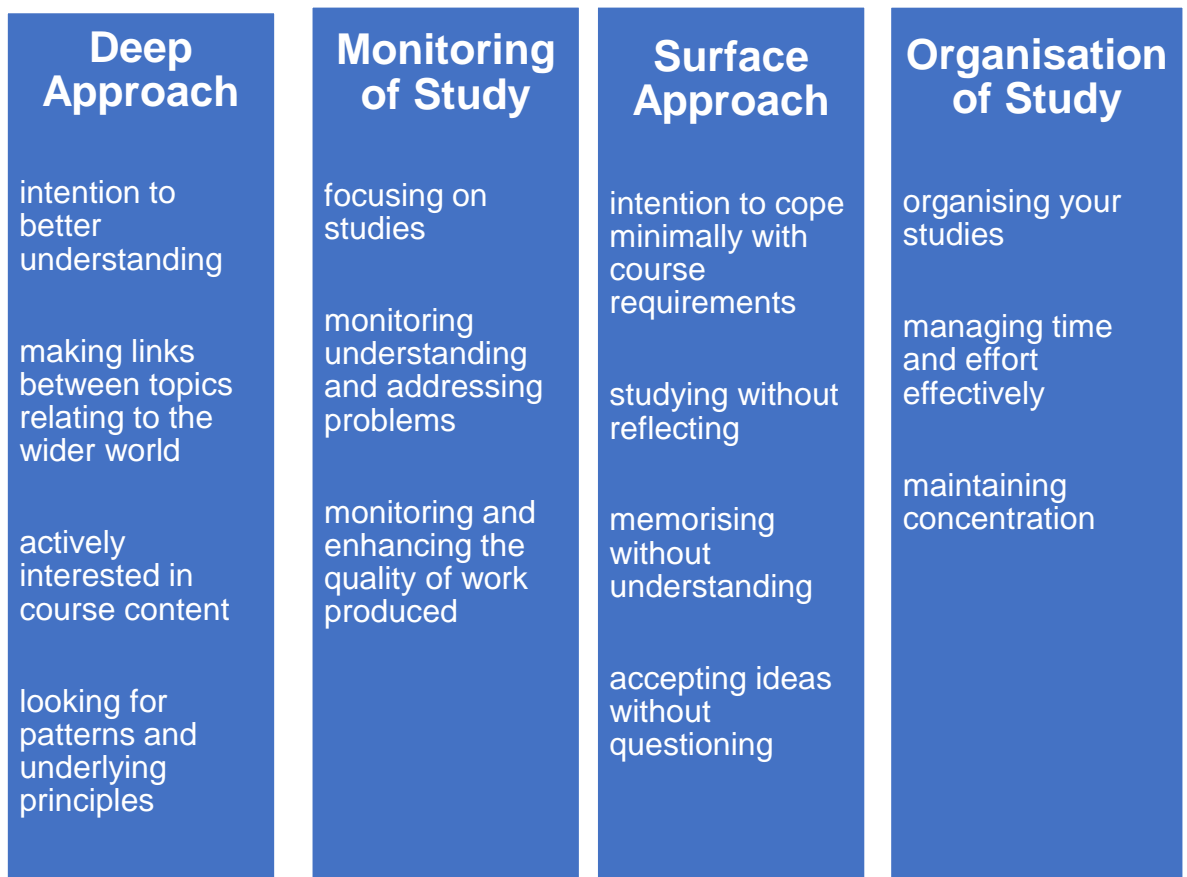 Deep
Approach
intention to
better
understanding
making links
between topics
relating to the
wider world
actively
interested in
course content
looking for
patterns and
underlying
principles
Monitoring
of Study
focusing on
studies
monitoring
understanding
and addressing
problems
monitoring and
enhancing the
quality of work
produced
Surface
Approach
intention to cope
minimally with
course
requirements
studying without
reflecting
memorising
without
understanding
accepting ideas
without
questioning
Organisation
of Study
organising your
studies
managing time
and effort
effectively
maintaining
concentration